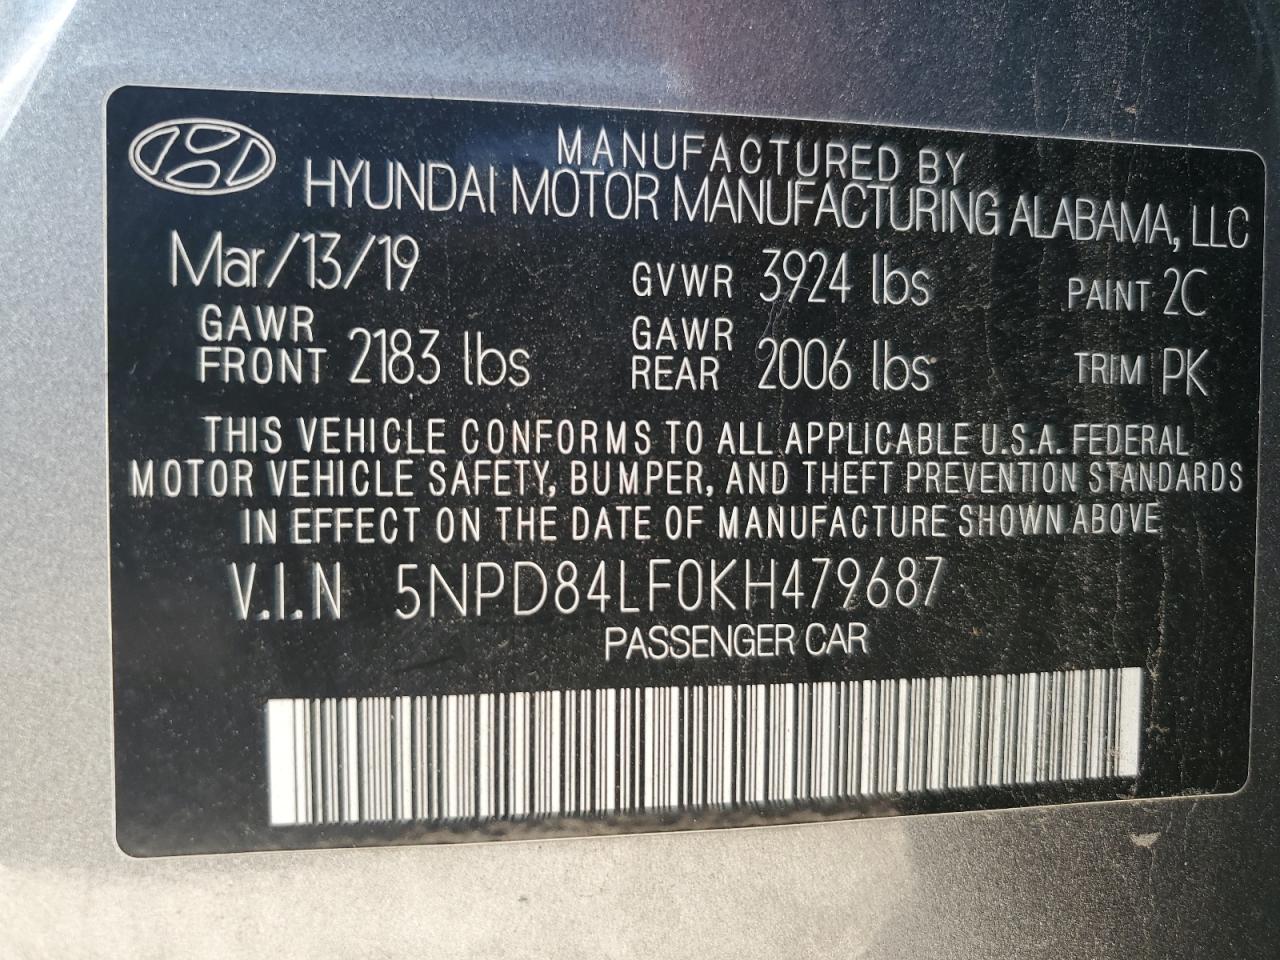 MANUFACTURED BY
HYUNDAI MOTOR MANUFACTURING ALABAMA, LLC
Mar/13/19 GVWR 3924 lbs PAINT 2C
GAWR FRONT 2183 lbs GAWR REAR 2006 lbs TRIM PK
THIS VEHICLE CONFORMS TO ALL APPLICABLE U.S.A. FEDERAL
MOTOR VEHICLE SAFETY, BUMPER, AND THEFT PREVENTION STANDARDS
IN EFFECT ON THE DATE OF MANUFACTURE SHOWN ABOVE
V.I.N 5NPD84LF0KH479687
PASSENGER CAR